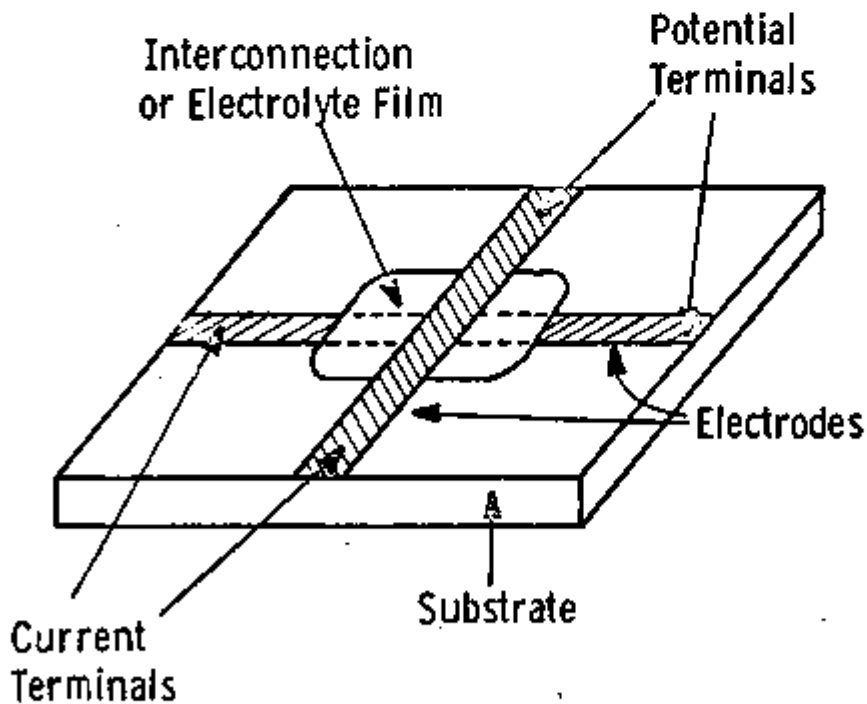 Interconnection
or Electrolyte Film
Potential
Terminals
Electrodes
A
Substrate
Current
Terminals